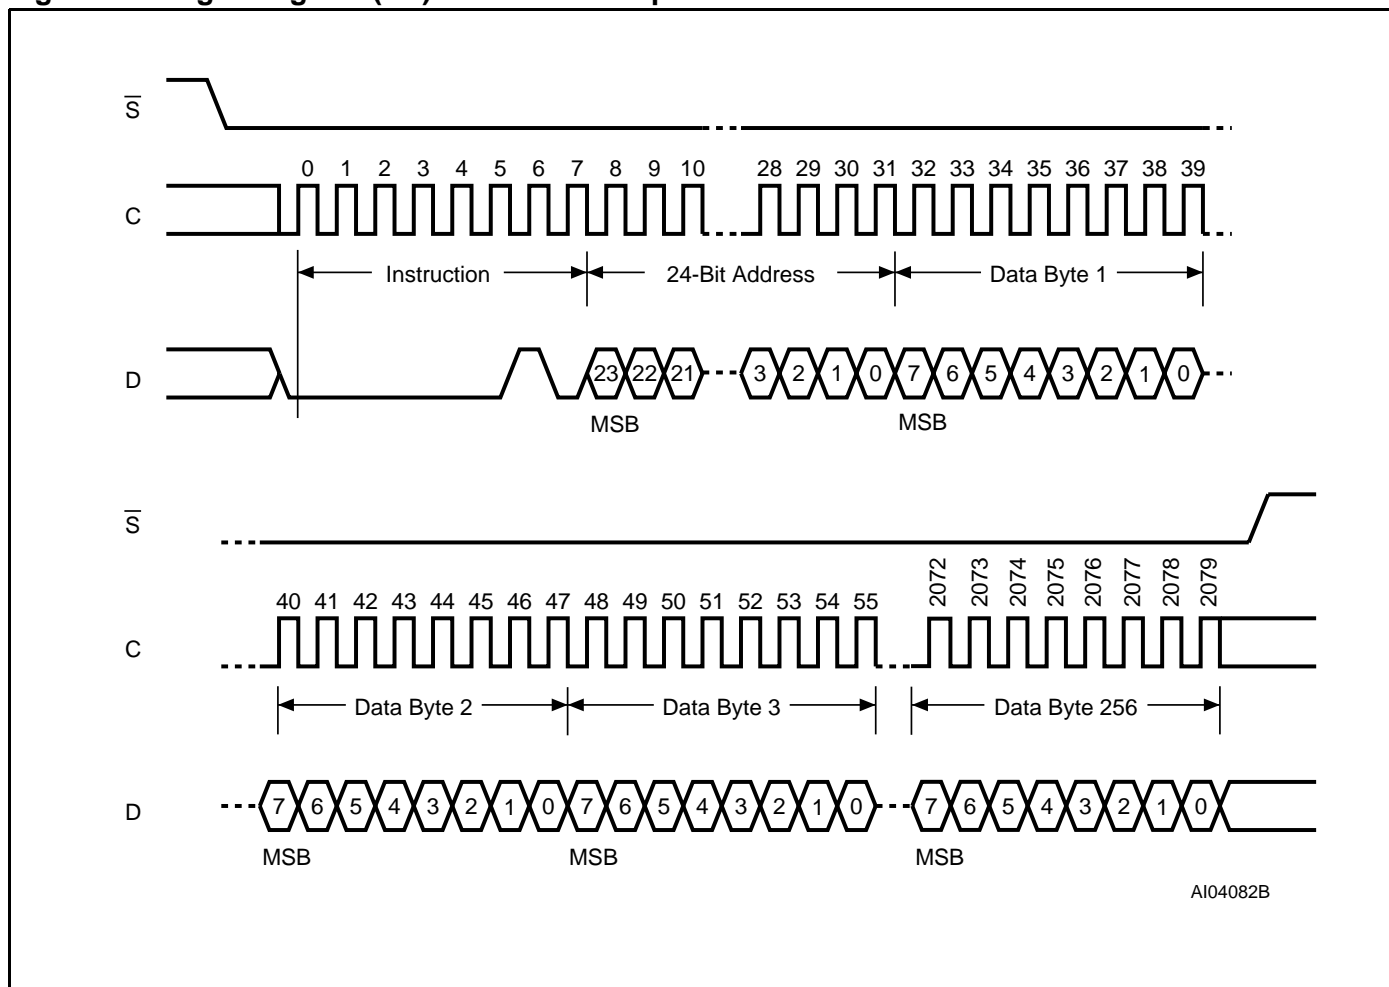 S
0 1 2 3 4 5 6 7 8 9 10 28 29 30 31 32 33 34 35 36 37 38 39
C
Instruction 24-Bit Address Data Byte 1
D 23 22 21 3 2 1 0 7 6 5 4 3 2 1 0
MSB MSB
S
2072 2073 2074 2075 2076 2077 2078 2079
40 41 42 43 44 45 46 47 48 49 50 51 52 53 54 55
C
Data Byte 2 Data Byte 3 Data Byte 256
D 7 6 5 4 3 2 1 0 7 6 5 4 3 2 1 0 7 6 5 4 3 2 1 0
MSB MSB MSB
AI04082B